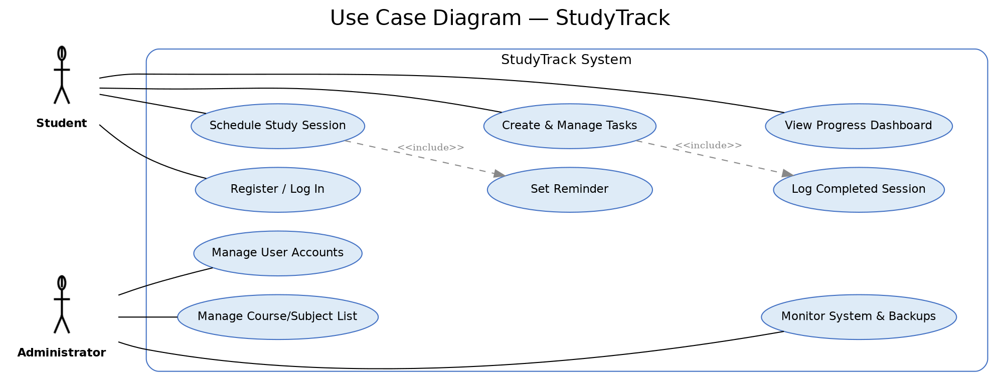 Use Case Diagram — StudyTrack
StudyTrack System
Student
Schedule Study Session
Create & Manage Tasks
View Progress Dashboard
<<include>>
<<include>>
Register / Log In
Set Reminder
Log Completed Session
Manage User Accounts
Administrator
Manage Course/Subject List
Monitor System & Backups